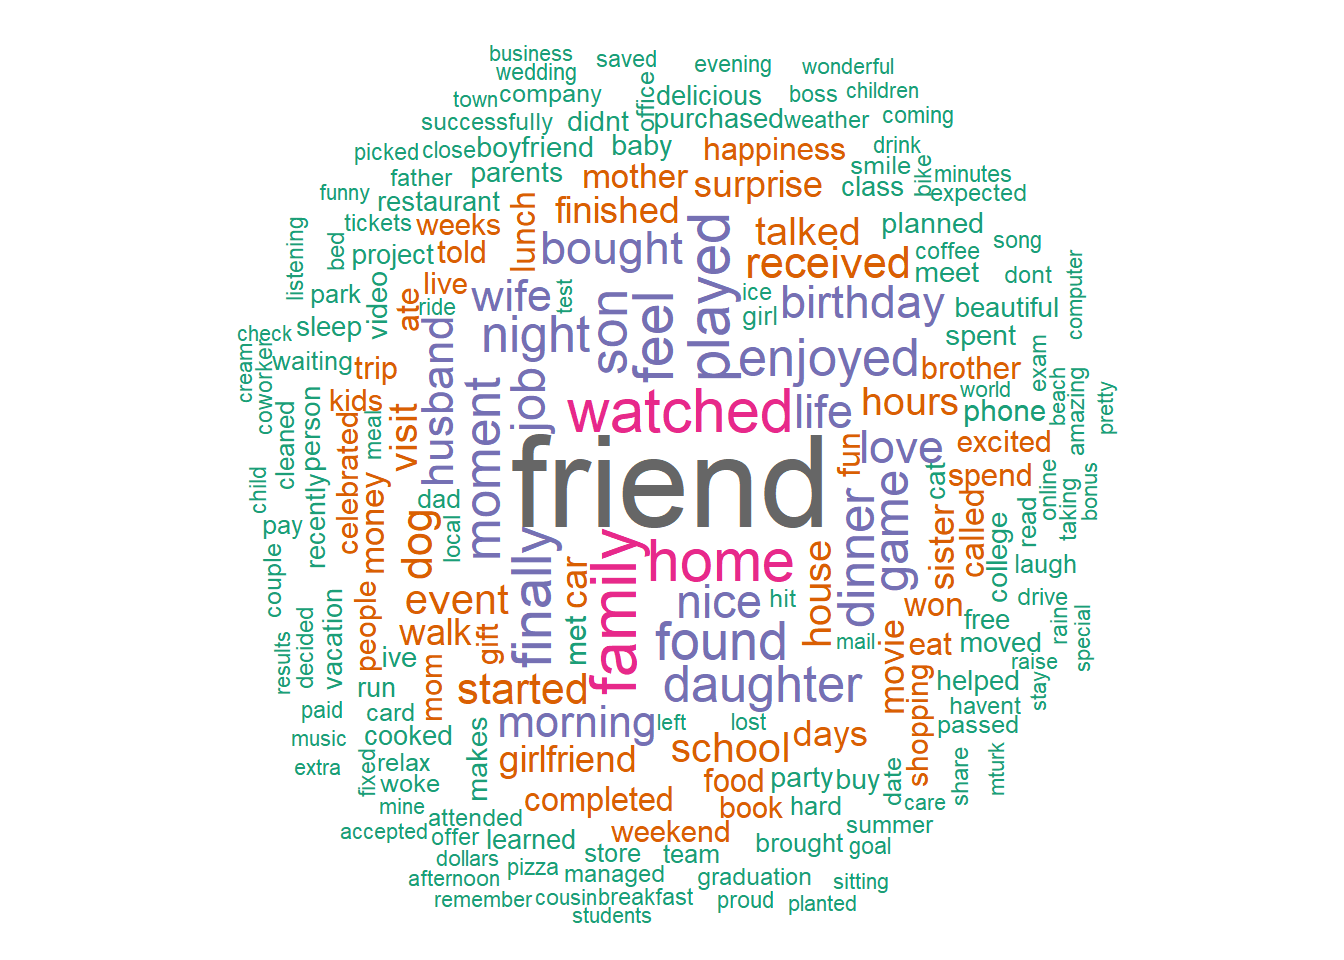 business
saved
evening
wonderful
wedding
town
company
office
delicious
boss
children
successfully
didnt
purchased
weather
coming
picked
close
boyfriend
baby
happiness
drink
smile
bike
minutes
father
parents
mother
surprise
class
expected
funny
restaurant
lunch
finished
talked
planned
tickets
weeks
listening
bed
project
told
bought
played
received
coffee
song
meet
dont
computer
park
video
live
ate
ride
wife
test
son
feel
ice
girl
birthday
beautiful
check
sleep
night
enjoyed
spent
cream
coworker
waiting
trip
husband
brother
exam
beach
amazing
pretty
kids
job
watched
life
hours
world
phone
cleaned
person
celebrated
meal
visit
moment
friend
fun
love
excited
child
recently
money
dad
cat
spend
online
taking
bonus
pay
dog
local
finally
dinner
game
sister
called
college
read
laugh
couple
people
event
car
family
home
house
won
free
drive
raine
special
results
decided
vacation
walk
gift
met
nice
hit
mail
movie
eat
moved
raise
stay
ive
found
run
mom
started
daughter
shopping
helped
havent
paid
card
morning
left
lost
passed
music
cooked
makes
school
days
extra
fixed
relax
girlfriend
food
party
buy
date
share
mturk
woke
mine
completed
book
hard
care
accepted
attended
weekend
summer
offer
learned
store
team
brought
goal
dollars
afternoon
pizza
managed
graduation
sitting
remember
cousin
breakfast
proud
planted
students